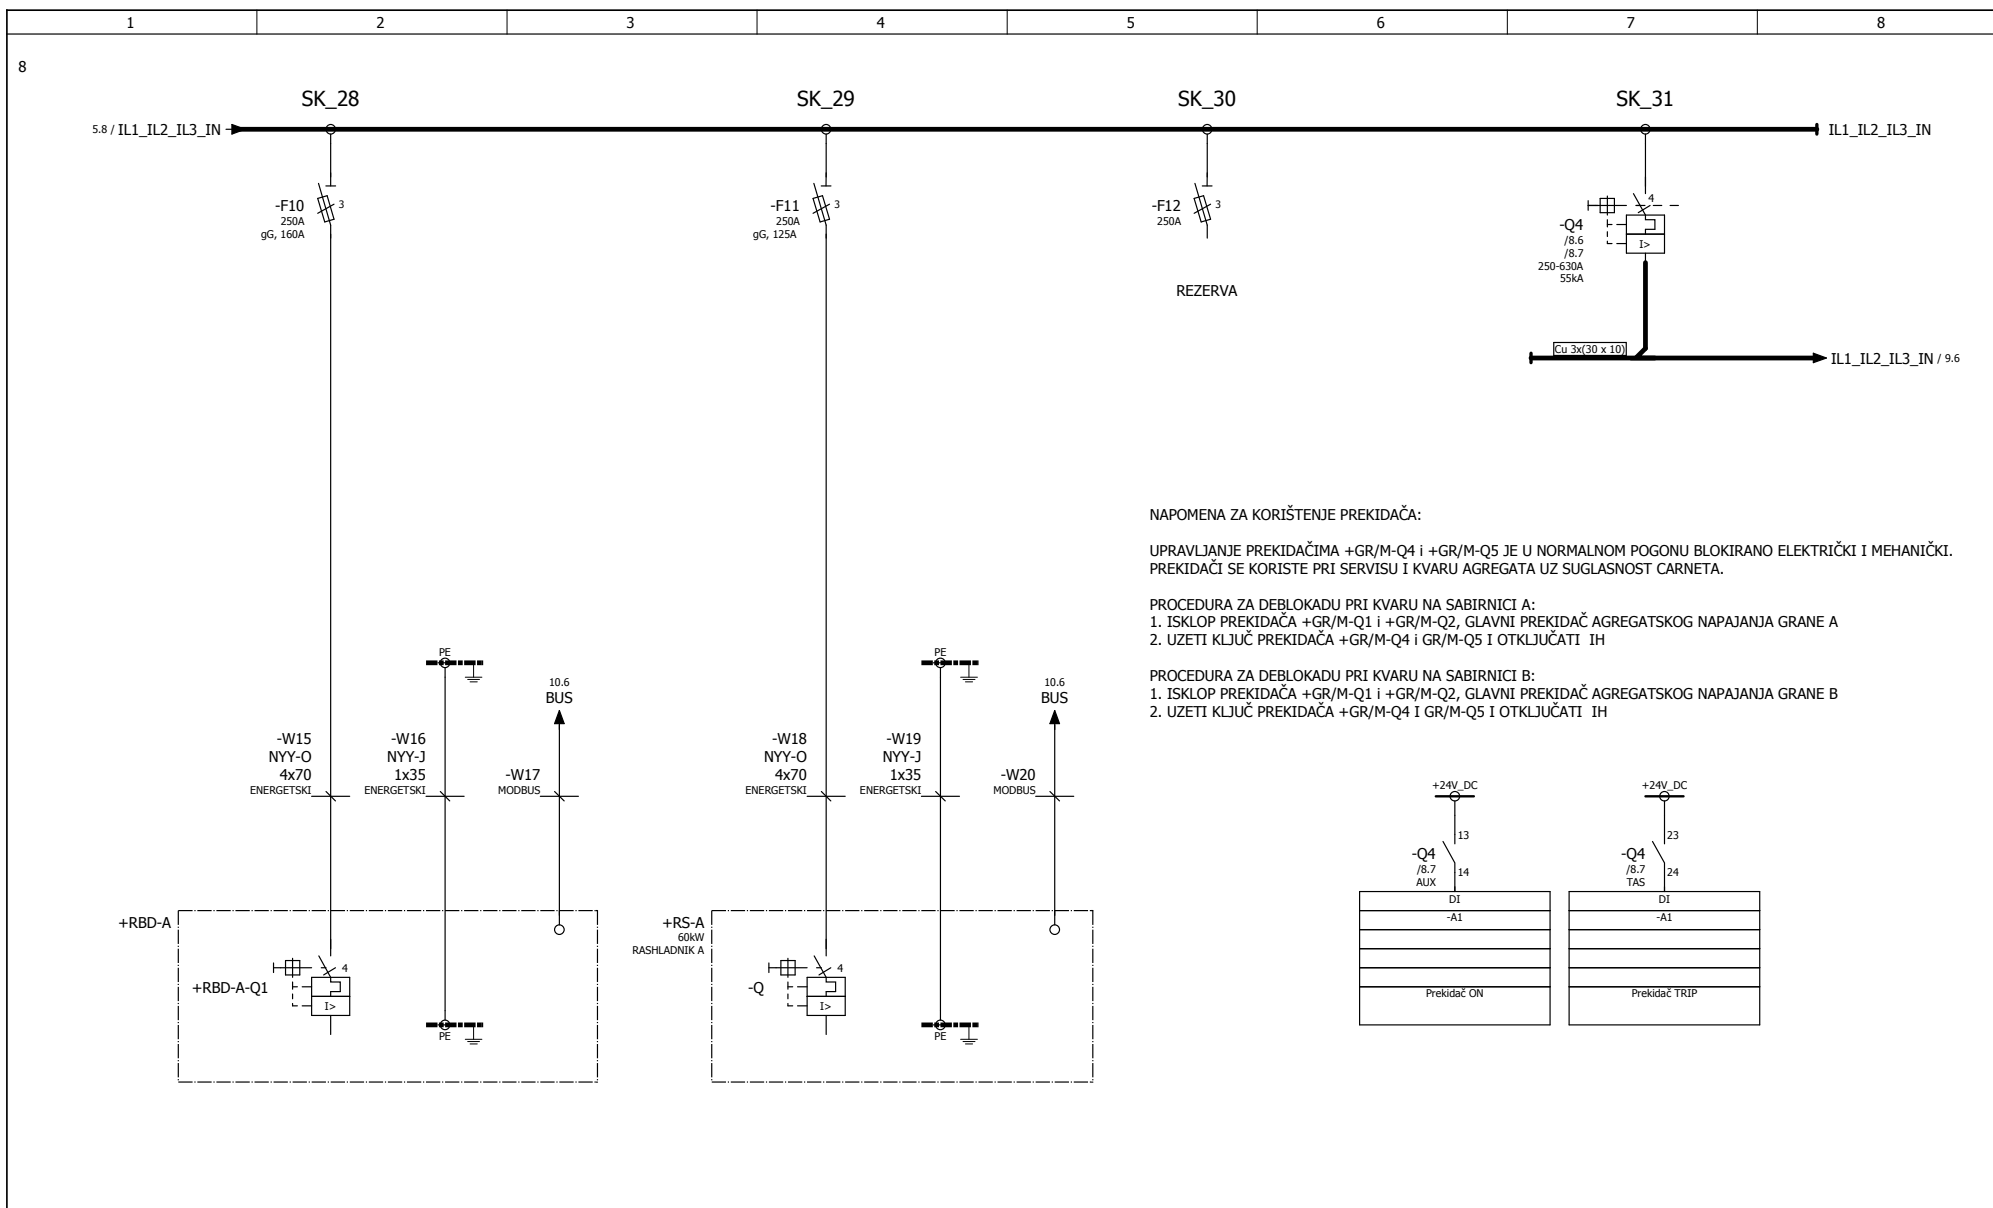 1 2 3 4 5 6 7 8
8
SK_28
SK_29
SK_30
SK_31
5.8 / IL1_IL2_IL3_IN
IL1_IL2_IL3_IN
-F10
250A
gG, 160A
3
-F11
250A
gG, 125A
3
-F12
250A
3
REZERVA
4
-Q4
/8.6
/8.7
250-630A
55kA
I>
Cu 3x(30 x 10)
IL1_IL2_IL3_IN / 9.6
NAPOMENA ZA KORIŠTENJE PREKIDAČA:
UPRAVLJANJE PREKIDAČIMA +GR/M-Q4 i +GR/M-Q5 JE U NORMALNOM POGONU BLOKIRANO ELEKTRIČKI I MEHANIČKI.
PREKIDAČI SE KORISTE PRI SERVISU I KVARU AGREGATA UZ SUGLASNOST CARNETA.
PROCEDURA ZA DEBLOKADU PRI KVARU NA SABIRNICI A:
1. ISKLOP PREKIDAČA +GR/M-Q1 i +GR/M-Q2, GLAVNI PREKIDAČ AGREGATSKOG NAPAJANJA GRANE A
2. UZETI KLJUČ PREKIDAČA +GR/M-Q4 i GR/M-Q5 I OTKLJUČATI  IH
PROCEDURA ZA DEBLOKADU PRI KVARU NA SABIRNICI B:
1. ISKLOP PREKIDAČA +GR/M-Q1 i +GR/M-Q2, GLAVNI PREKIDAČ AGREGATSKOG NAPAJANJA GRANE B
2. UZETI KLJUČ PREKIDAČA +GR/M-Q4 I GR/M-Q5 I OTKLJUČATI  IH
PE
10.6
BUS
PE
10.6
BUS
-W15
NYY-O
4x70
ENERGETSKI
-W16
NYY-J
1x35
ENERGETSKI
-W17
MODBUS
-W18
NYY-O
4x70
ENERGETSKI
-W19
NYY-J
1x35
ENERGETSKI
-W20
MODBUS
+RBD-A
+RBD-A-Q1
4
I>
PE
+RS-A
60kW
RASHLADNIK A
-Q
4
I>
PE
+24V_DC
13
-Q4
/8.7
AUX
14
DI
-A1
Prekidač ON
+24V_DC
23
-Q4
/8.7
TAS
24
DI
-A1
Prekidač TRIP